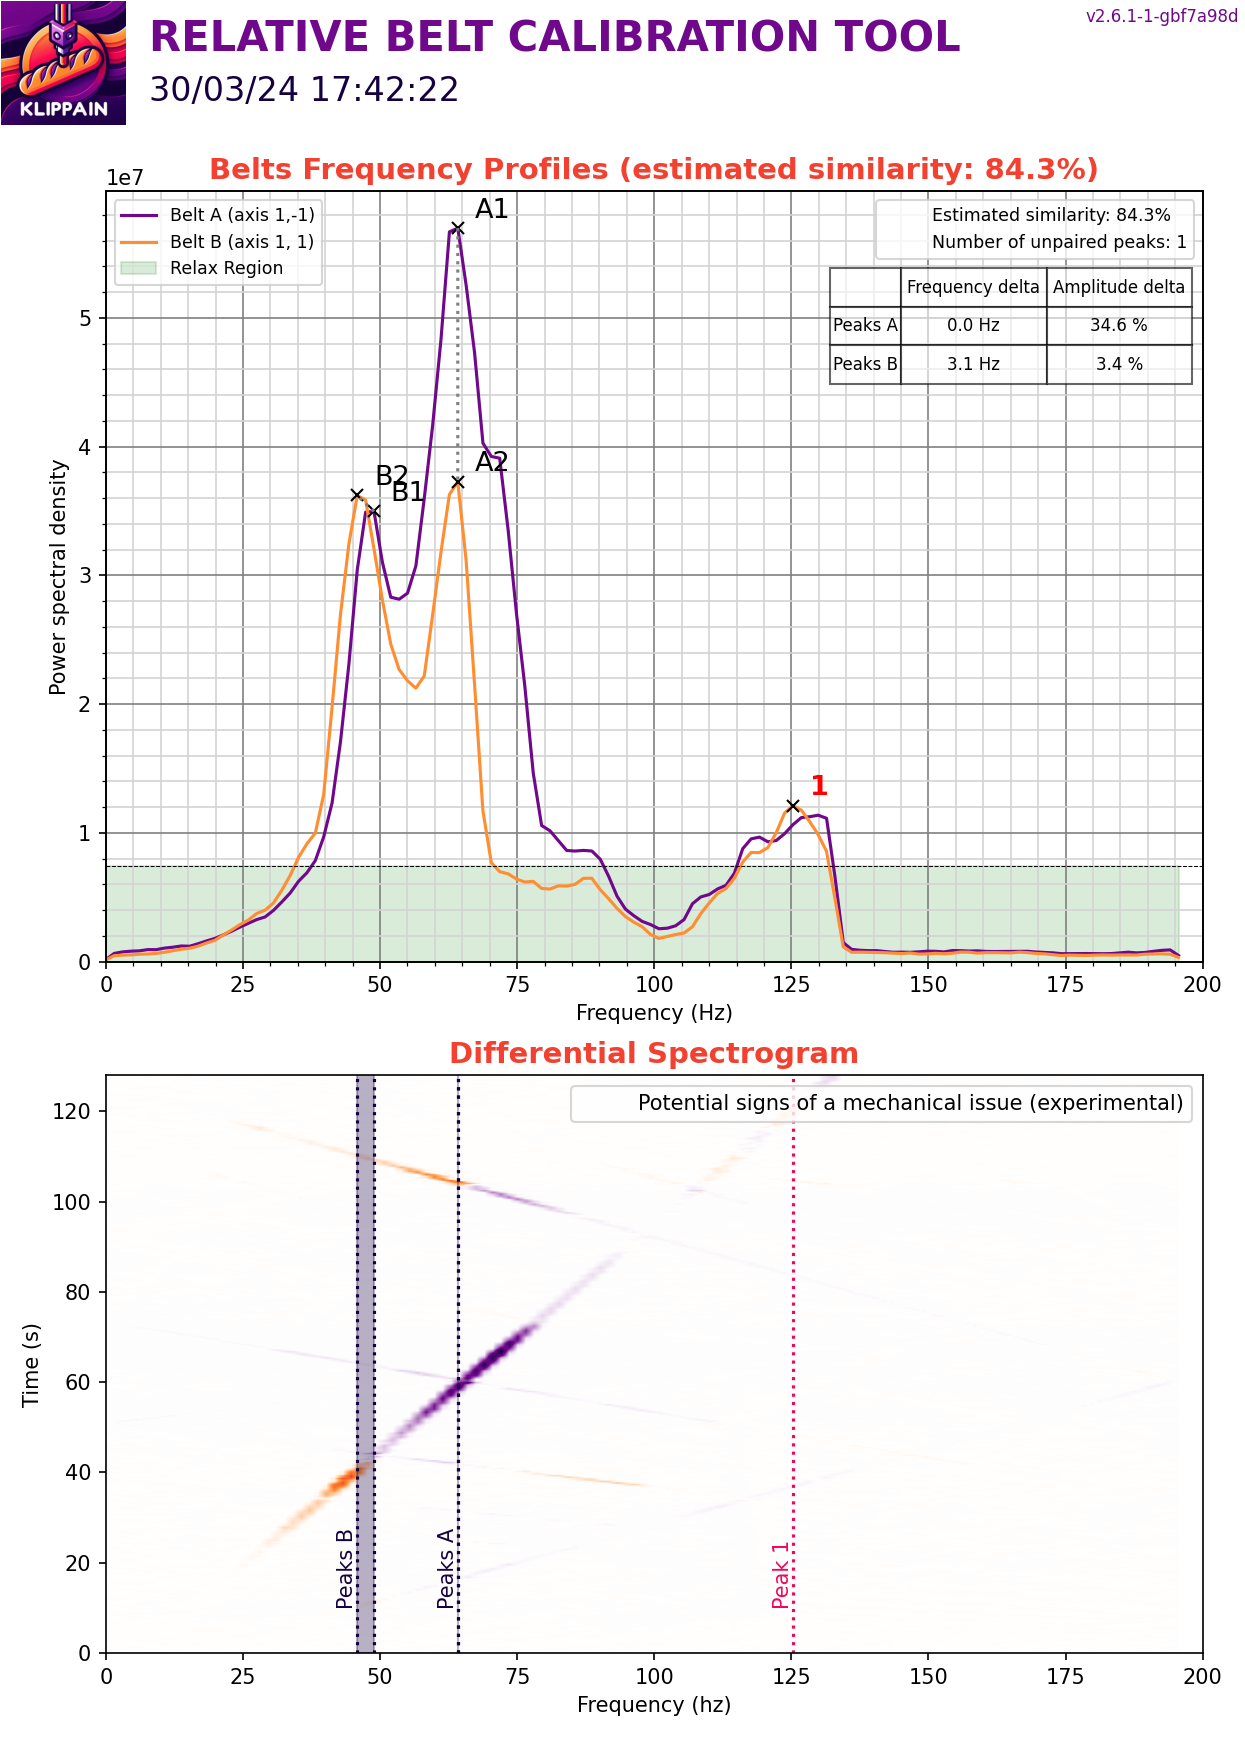 v2.6.1-1-gbf7a98d
RELATIVE BELT CALIBRATION TOOL
30/03/24 17:42:22
KLIPPAIN
Belts Frequency Profiles (estimated similarity: 84.3%)
1e7
Belt A (axis 1,-1)
Belt B (axis 1, 1)
Relax Region
Estimated similarity: 84.3%
Number of unpaired peaks: 1
Frequency delta Amplitude delta
Peaks A 0.0 Hz 34.6 %
Peaks B 3.1 Hz 3.4 %
A1
A2
B2
B1
1
5
4
3
2
1
0
Power spectral density
0 25 50 75 100 125 150 175 200
Frequency (Hz)
Differential Spectrogram
Potential signs of a mechanical issue (experimental)
120
100
80
60
40
20
0
Time (s)
Peaks B
Peaks A
Peak 1
0 25 50 75 100 125 150 175 200
Frequency (hz)